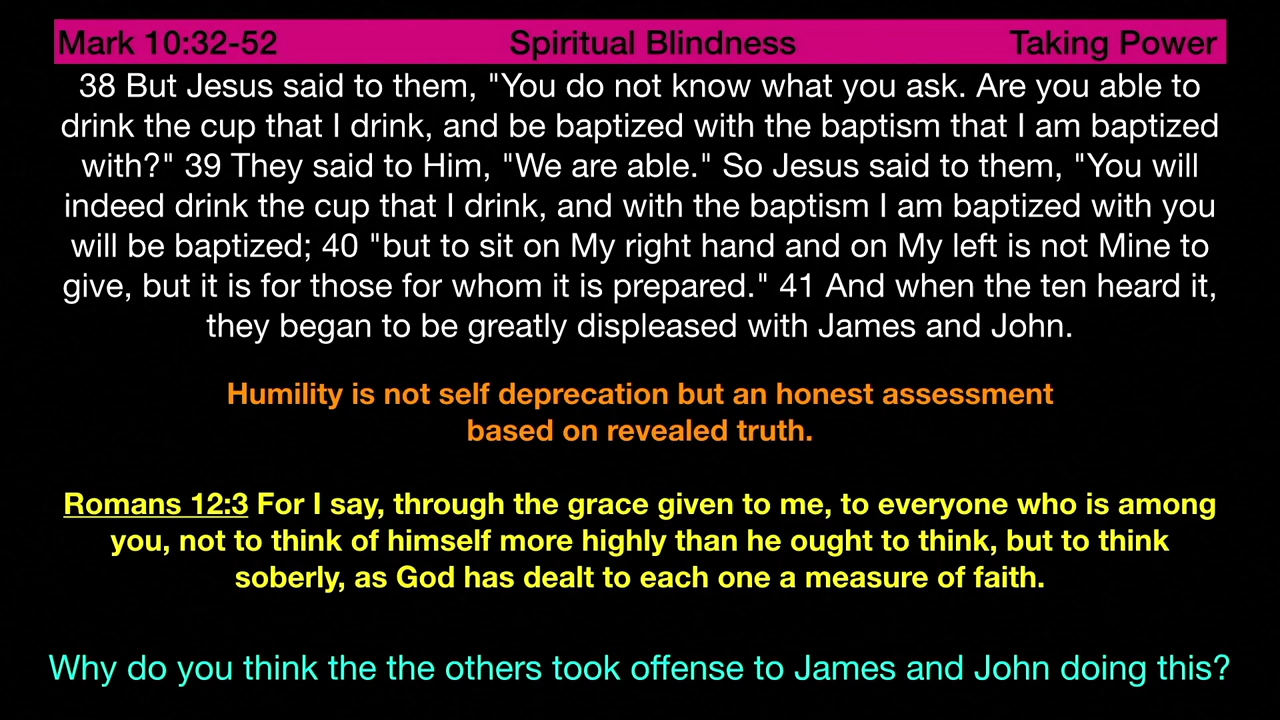 Mark 10:32-52 Spiritual Blindness Taking Power
38 But Jesus said to them, "You do not know what you ask. Are you able to
drink the cup that I drink, and be baptized with the baptism that I am baptized
with?" 39 They said to Him, "We are able." So Jesus said to them, "You will
indeed drink the cup that I drink, and with the baptism I am baptized with you
will be baptized; 40 "but to sit on My right hand and on My left is not Mine to
give, but it is for those for whom it is prepared." 41 And when the ten heard it,
they began to be greatly displeased with James and John.
Humility is not self deprecation but an honest assessment
based on revealed truth.
Romans 12:3 For I say, through the grace given to me, to everyone who is among
you, not to think of himself more highly than he ought to think, but to think
soberly, as God has dealt to each one a measure of faith.
Why do you think the the others took offense to James and John doing this?